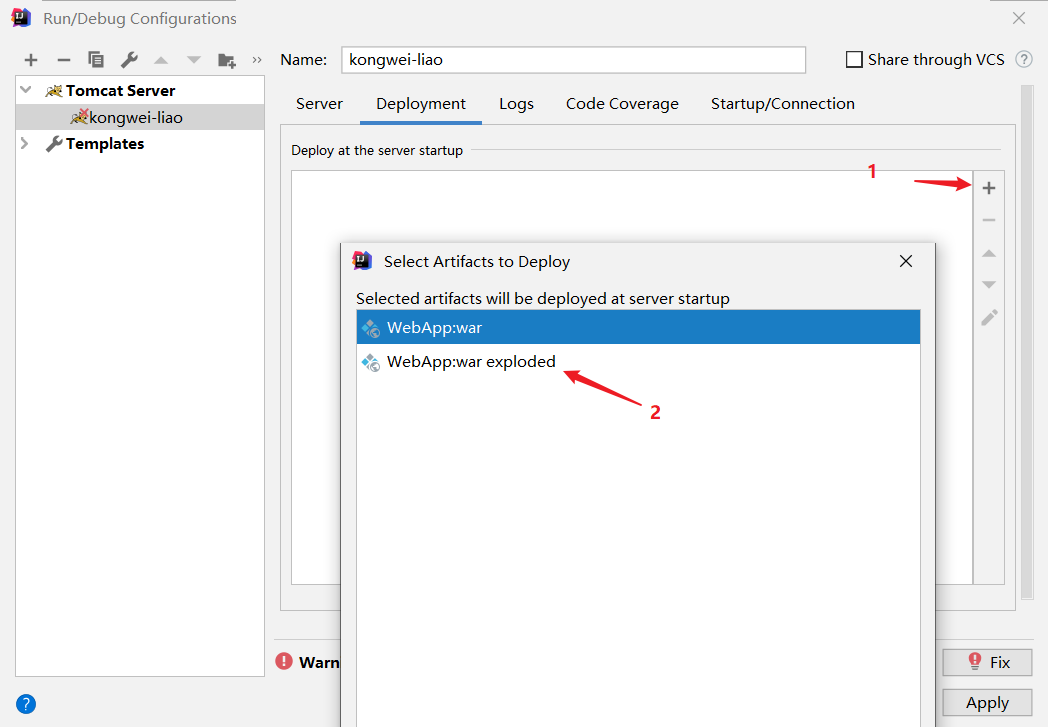 Run/Debug Configurations
Name: kongwei-liao
Share through VCS ?
Tomcat Server
kongwei-liao
Templates
Server Deployment Logs Code Coverage Startup/Connection
Deploy at the server startup
1
Select Artifacts to Deploy
Selected artifacts will be deployed at server startup
WebApp:war
WebApp:war exploded
2
Warn
Fix
? Apply